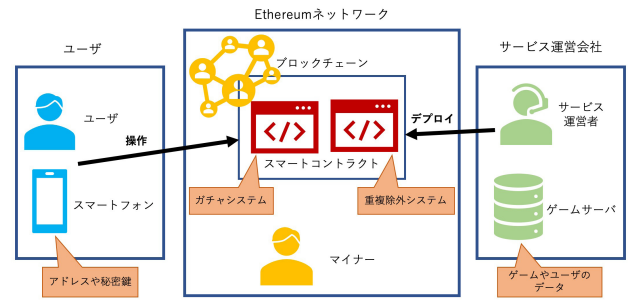 Ethereumネットワーク
ユーザ
サービス運営会社
ブロックチェーン
ユーザ
操作
デプロイ
サービス
運営者
スマートコントラクト
スマートフォン
ガチャシステム
重複除外システム
ゲームサーバ
マイナー
アドレスや秘密鍵
ゲームやユーザの
データ